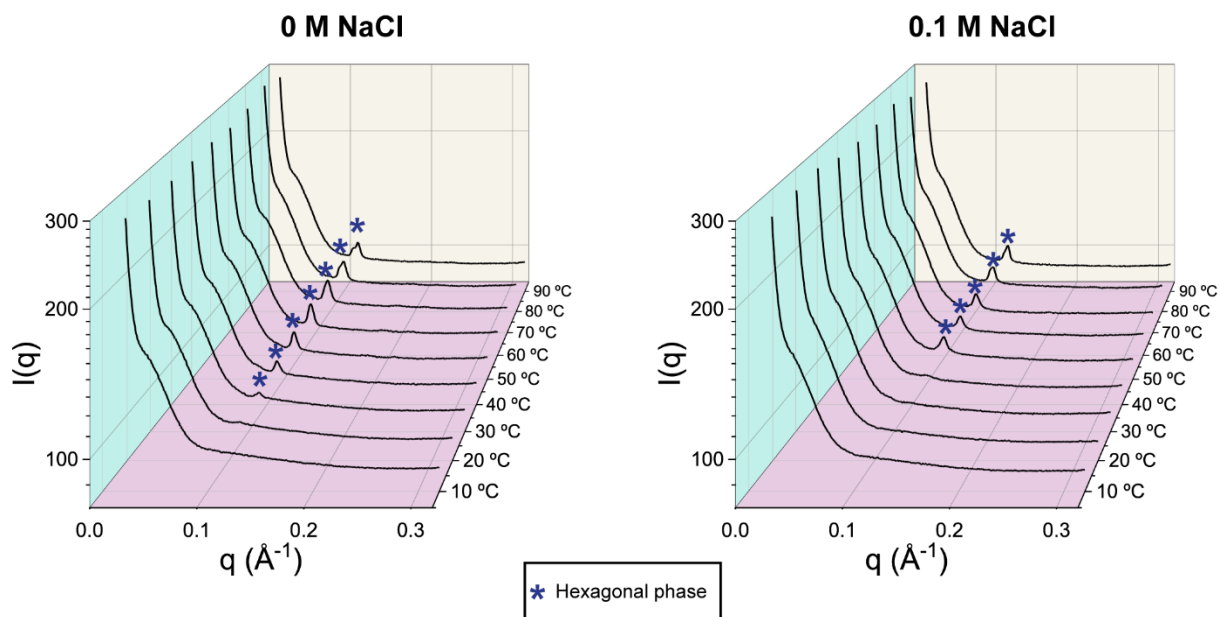 0 M NaCl
300
200
100
I(q)
0.0
0.1
0.2
0.3
q (Å⁻¹)
90 ºC
80 ºC
70 ºC
60 ºC
50 ºC
40 ºC
30 ºC
20 ºC
10 ºC
0.1 M NaCl
300
200
100
I(q)
0.0
0.1
0.2
0.3
q (Å⁻¹)
90 ºC
80 ºC
70 ºC
60 ºC
50 ºC
40 ºC
30 ºC
20 ºC
10 ºC
* Hexagonal phase